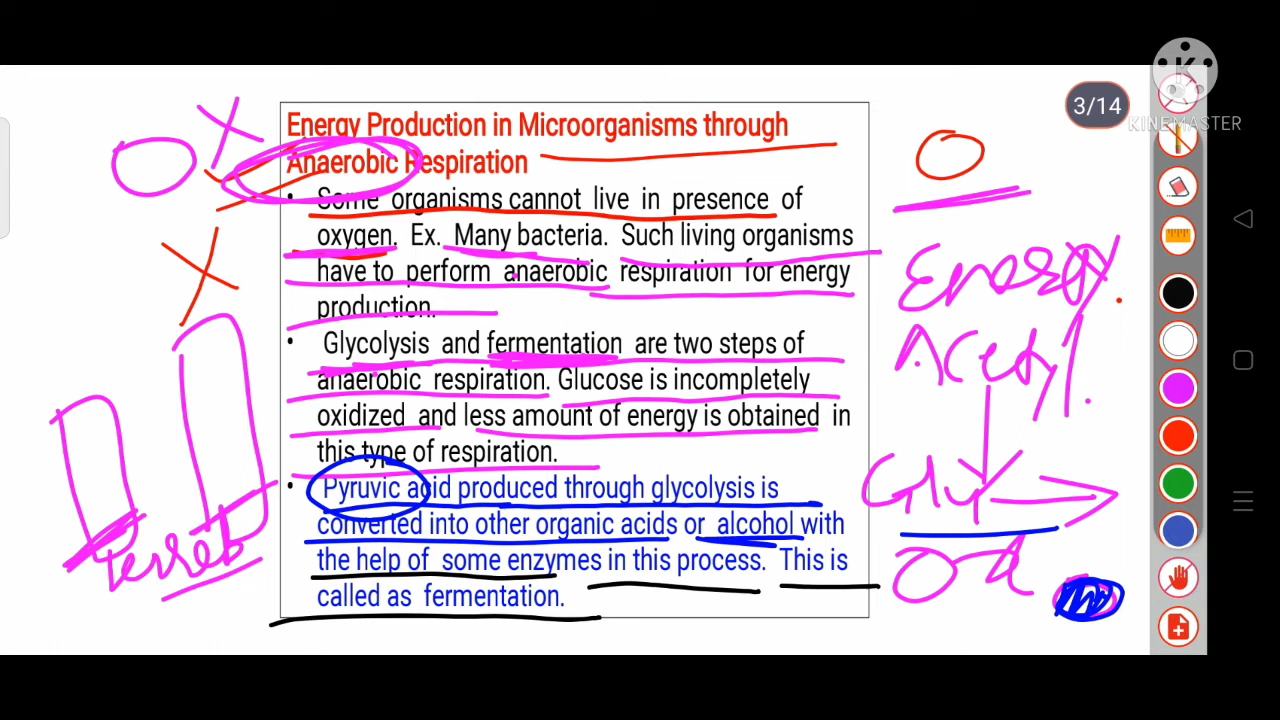 3/14
KINEMASTER
Energy Production in Microorganisms through
Anaerobic Respiration
• Some organisms cannot live in presence of
oxygen. Ex. Many bacteria. Such living organisms
have to perform anaerobic respiration for energy
production.
• Glycolysis and fermentation are two steps of
anaerobic respiration. Glucose is incompletely
oxidized and less amount of energy is obtained in
this type of respiration.
• Pyruvic acid produced through glycolysis is
converted into other organic acids or alcohol with
the help of some enzymes in this process. This is
called as fermentation.
Energy
Acetyl
Gly